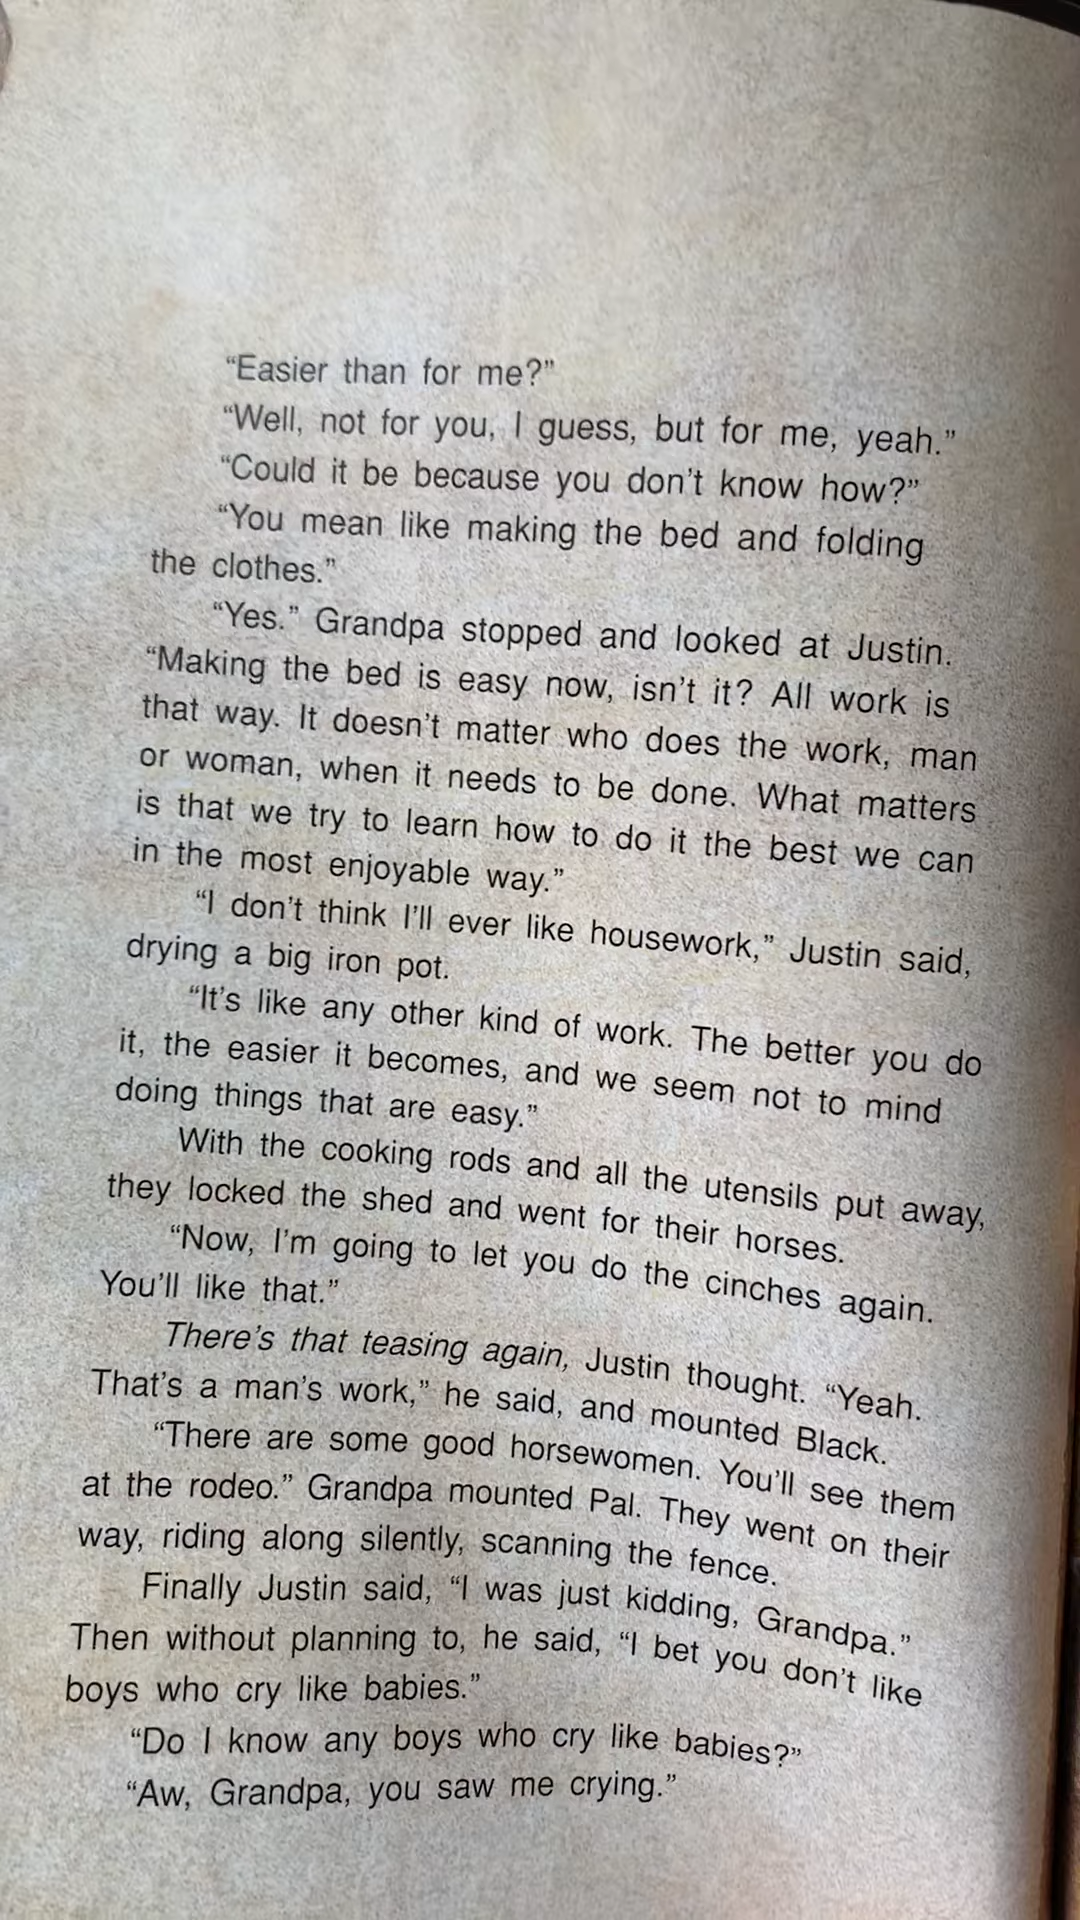 “Easier than for me?”
“Well, not for you, I guess, but for me, yeah.”
“Could it be because you don’t know how?”
“You mean like making the bed and folding
the clothes.”
“Yes.” Grandpa stopped and looked at Justin.
“Making the bed is easy now, isn’t it? All work is
that way. It doesn’t matter who does the work, man
or woman, when it needs to be done. What matters
is that we try to learn how to do it the best we can
in the most enjoyable way.”
“I don’t think I’ll ever like housework,” Justin said,
drying a big iron pot.
“It’s like any other kind of work. The better you do
it, the easier it becomes, and we seem not to mind
doing things that are easy.”
With the cooking rods and all the utensils put away,
they locked the shed and went for their horses.
“Now, I’m going to let you do the cinches again.
You’ll like that.”
There’s that teasing again, Justin thought. “Yeah.
That’s a man’s work,” he said, and mounted Black.
“There are some good horsewomen. You’ll see them
at the rodeo.” Grandpa mounted Pal. They went on their
way, riding along silently, scanning the fence.
Finally Justin said, “I was just kidding, Grandpa.”
Then without planning to, he said, “I bet you don’t like
boys who cry like babies.”
“Do I know any boys who cry like babies?”
“Aw, Grandpa, you saw me crying.”